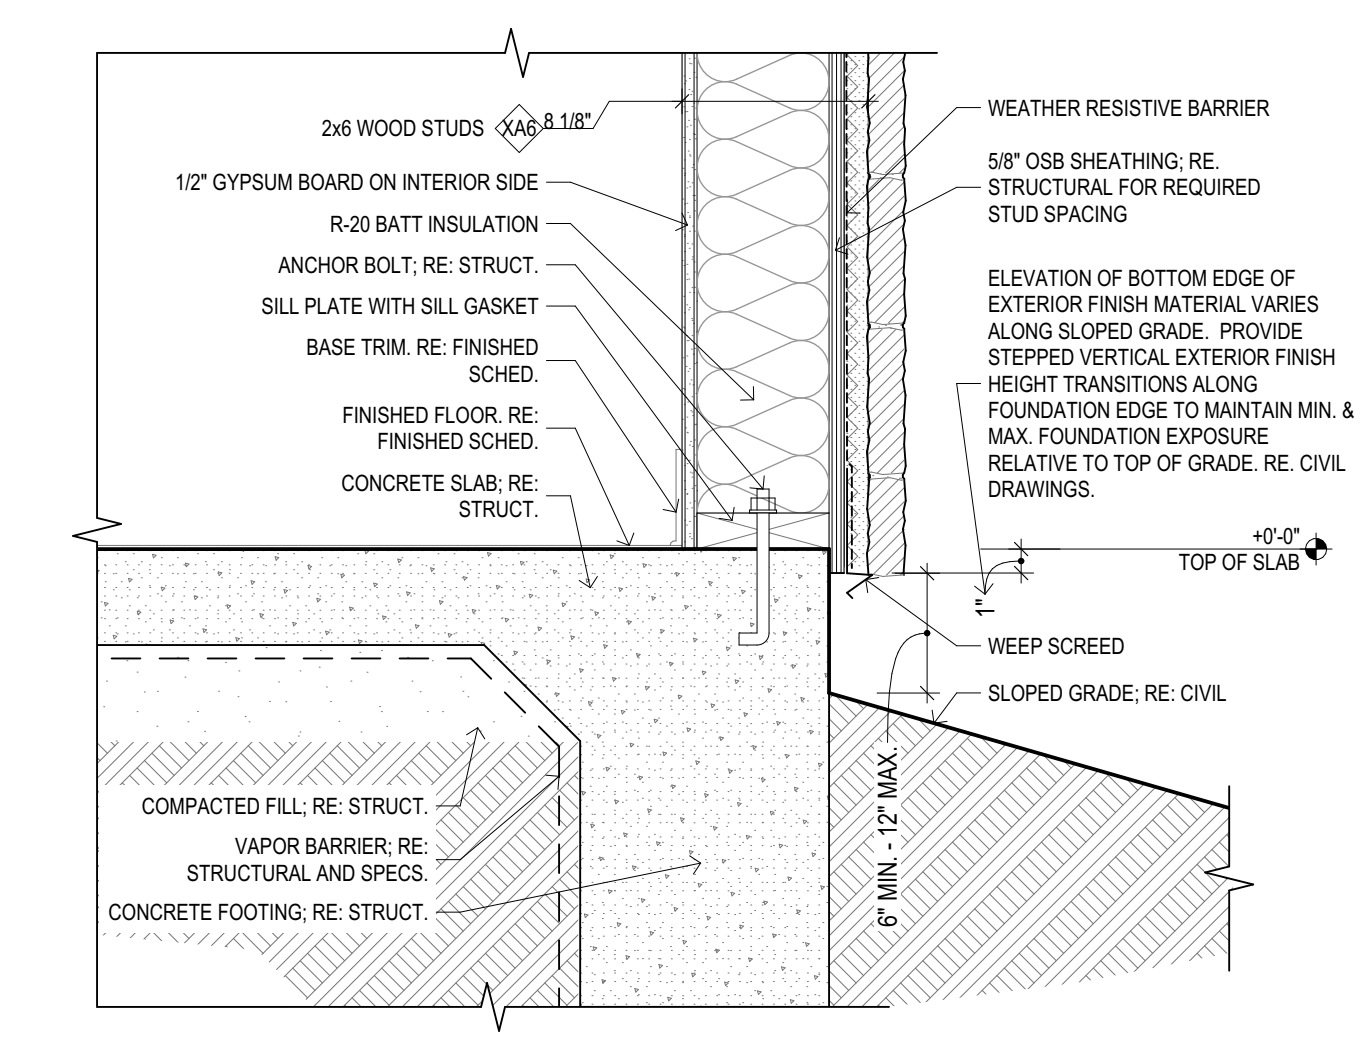 2x6 WOOD STUDS
XA6
8 1/8"
1/2" GYPSUM BOARD ON INTERIOR SIDE
R-20 BATT INSULATION
ANCHOR BOLT; RE: STRUCT.
SILL PLATE WITH SILL GASKET
BASE TRIM. RE: FINISHED
SCHED.
FINISHED FLOOR. RE:
FINISHED SCHED.
CONCRETE SLAB; RE:
STRUCT.
COMPACTED FILL; RE: STRUCT.
VAPOR BARRIER; RE:
STRUCTURAL AND SPECS.
CONCRETE FOOTING; RE: STRUCT.
WEATHER RESISTIVE BARRIER
5/8" OSB SHEATHING; RE.
STRUCTURAL FOR REQUIRED
STUD SPACING
ELEVATION OF BOTTOM EDGE OF
EXTERIOR FINISH MATERIAL VARIES
ALONG SLOPED GRADE. PROVIDE
STEPPED VERTICAL EXTERIOR FINISH
HEIGHT TRANSITIONS ALONG
FOUNDATION EDGE TO MAINTAIN MIN. &
MAX. FOUNDATION EXPOSURE
RELATIVE TO TOP OF GRADE. RE. CIVIL
DRAWINGS.
+0'-0"
TOP OF SLAB
1"
WEEP SCREED
SLOPED GRADE; RE: CIVIL
6" MIN. - 12" MAX.